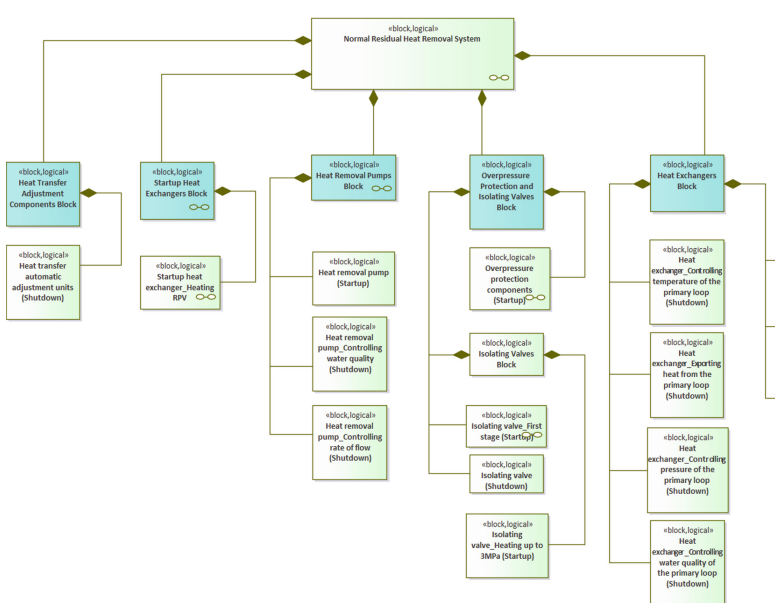 «block,logical»
Normal Residual Heat Removal System
«block,logical»
Heat Transfer
Adjustment
Components Block
«block,logical»
Startup Heat
Exchangers Block
«block,logical»
Heat Removal Pumps
Block
«block,logical»
Overpressure
Protection and
Isolating Valves
Block
«block,logical»
Heat Exchangers
Block
«block,logical»
Heat transfer
automatic
adjustment units
(Shutdown)
«block,logical»
Startup heat
exchanger_Heating
RPV
«block,logical»
Heat removal pump
(Startup)
«block,logical»
Heat removal
pump_Controlling
water quality
(Shutdown)
«block,logical»
Heat removal
pump_Controlling
rate of flow
(Shutdown)
«block,logical»
Overpressure
protection
components
(Startup)
«block,logical»
Isolating Valves
Block
«block,logical»
Isolating valve_First
stage (Startup)
«block,logical»
Isolating valve
(Shutdown)
«block,logical»
Isolating
valve_Heating up to
3MPa (Startup)
«block,logical»
Heat
exchanger_Controlling
temperature of the
primary loop
(Shutdown)
«block,logical»
Heat
exchanger_Exporting
heat from the
primary loop
(Shutdown)
«block,logical»
Heat
exchanger_Controlling
pressure of the
primary loop
(Shutdown)
«block,logical»
Heat
exchanger_Controlling
water quality of
the primary loop
(Shutdown)